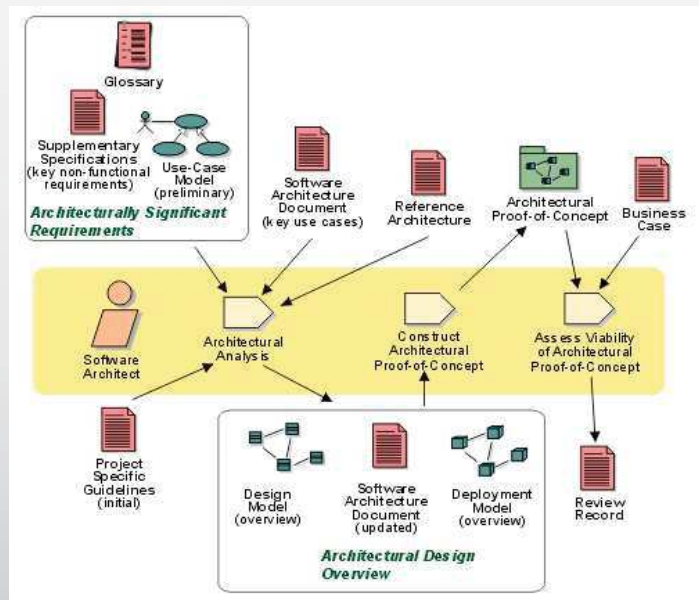 Glossary
Supplementary
Specifications
(key non-functional
requirements)
Use-Case
Model
(preliminary)
Architecturally Significant
Requirements
Software
Architecture
Document
(key use cases)
Reference
Architecture
Architectural
Proof-of-Concept
Business
Case
Software
Architect
Architectural
Analysis
Construct
Architectural
Proof-of-Concept
Assess Viability
of Architectural
Proof-of-Concept
Project
Specific
Guidelines
(initial)
Design
Model
(overview)
Software
Architecture
Document
(updated)
Deployment
Model
(overview)
Architectural Design
Overview
Review
Record